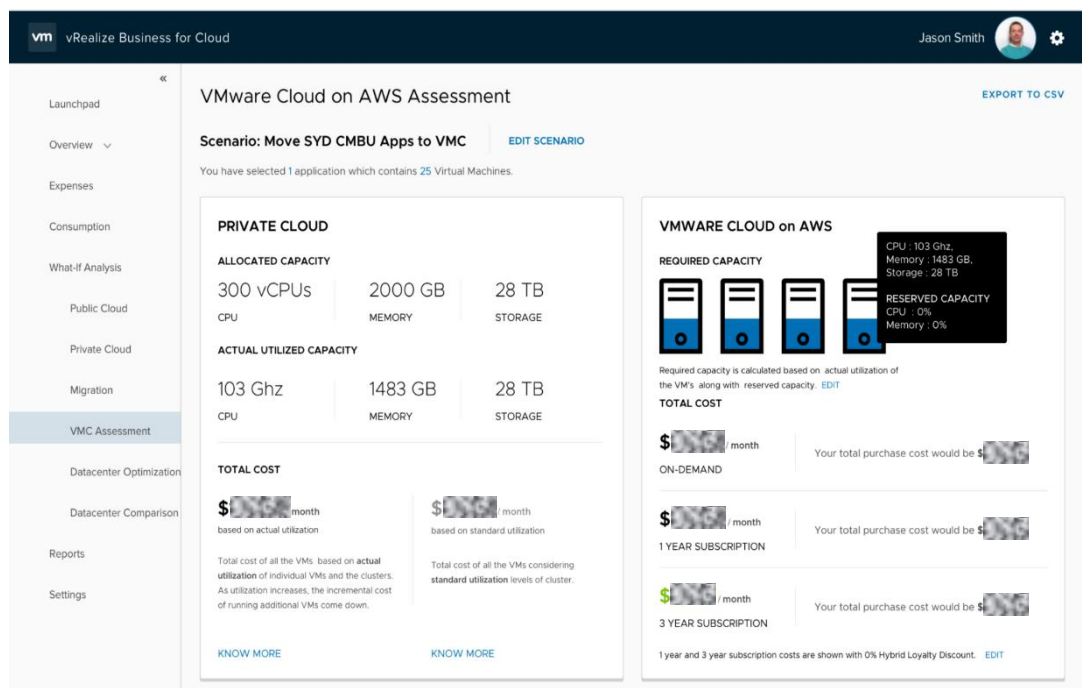 vm vRealize Business for Cloud
Jason Smith
«
Launchpad
Overview
Expenses
Consumption
What-If Analysis
Public Cloud
Private Cloud
Migration
VMC Assessment
Datacenter Optimization
Datacenter Comparison
Reports
Settings
VMware Cloud on AWS Assessment
EXPORT TO CSV
Scenario: Move SYD CMBU Apps to VMC
EDIT SCENARIO
You have selected 1 application which contains 25 Virtual Machines.
PRIVATE CLOUD
ALLOCATED CAPACITY
300 vCPUs 2000 GB 28 TB
CPU MEMORY STORAGE
ACTUAL UTILIZED CAPACITY
103 Ghz 1483 GB 28 TB
CPU MEMORY STORAGE
TOTAL COST
$ month
based on actual utilization
Total cost of all the VMs based on actual
utilization of individual VMs and the clusters.
As utilization increases, the incremental cost
of running additional VMs come down.
KNOW MORE
$ / month
based on standard utilization
Total cost of all the VMs considering
standard utilization levels of cluster.
KNOW MORE
VMWARE CLOUD on AWS
REQUIRED CAPACITY
CPU : 103 Ghz,
Memory : 1483 GB,
Storage : 28 TB
RESERVED CAPACITY
CPU : 0%
Memory : 0%
Required capacity is calculated based on actual utilization of
the VM's along with reserved capacity. EDIT
TOTAL COST
$ / month
ON-DEMAND
Your total purchase cost would be $
$ / month
1 YEAR SUBSCRIPTION
Your total purchase cost would be $
$ / month
3 YEAR SUBSCRIPTION
Your total purchase cost would be $
1 year and 3 year subscription costs are shown with 0% Hybrid Loyalty Discount. EDIT